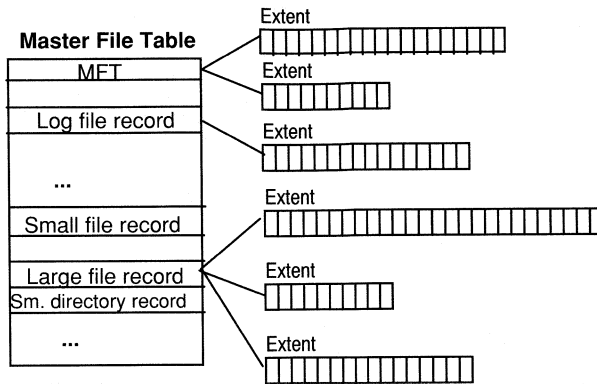 Master File Table
MFT
Log file record
...
Small file record
Large file record
Sm. directory record
...
Extent
Extent
Extent
Extent
Extent
Extent